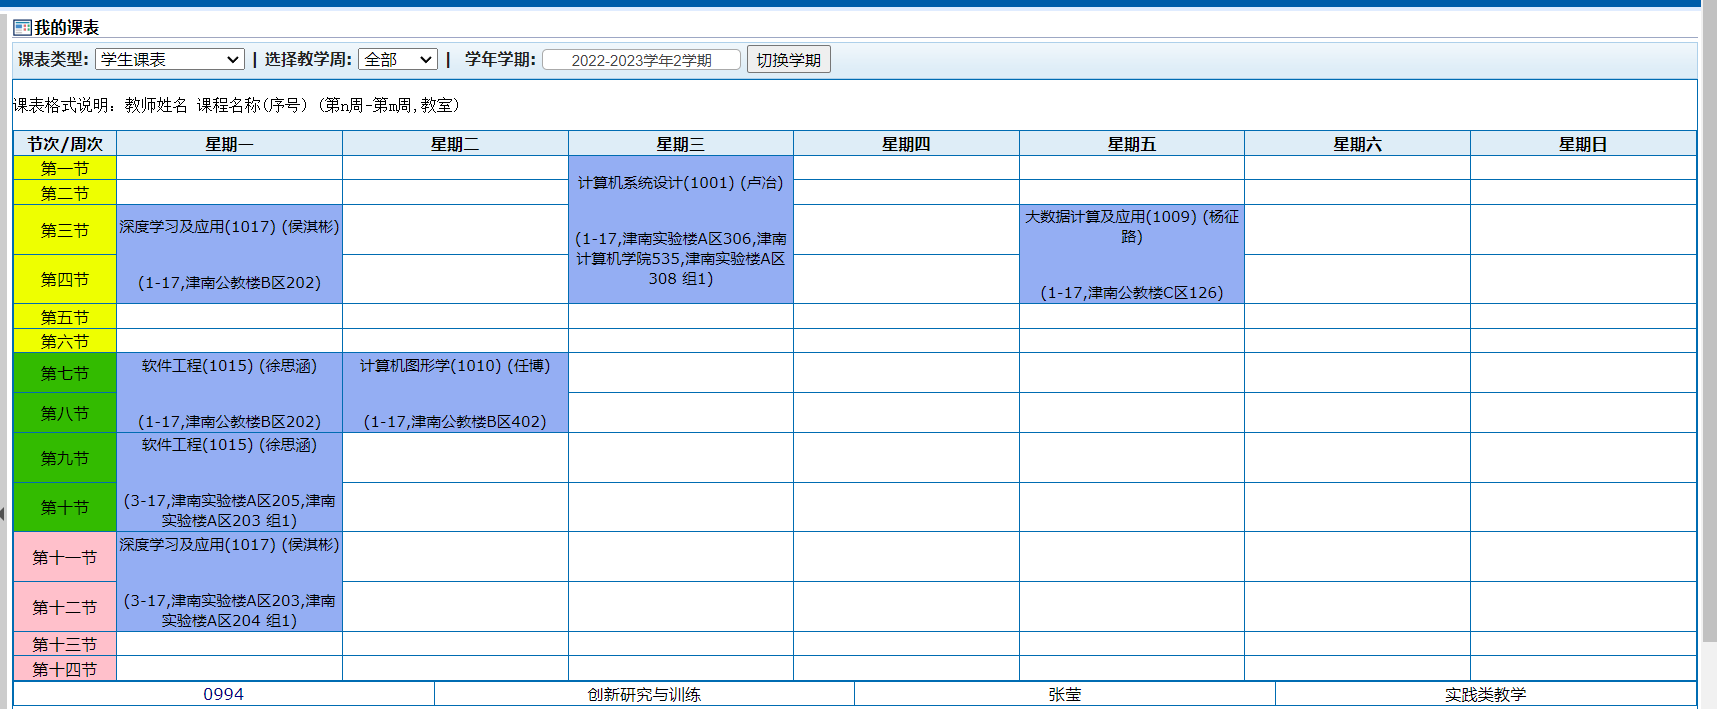 我的课表
课表类型: 学生课表 | 选择教学周: 全部 | 学年学期: 2022-2023学年2学期 切换学期
课表格式说明：教师姓名 课程名称(序号) (第n周-第m周,教室)
节次/周次 星期一 星期二 星期三 星期四 星期五 星期六 星期日
第一节
第二节
计算机系统设计(1001) (卢冶)
(1-17,津南实验楼A区306,津南
计算机学院535,津南实验楼A区
308 组1)
第三节
第四节
深度学习及应用(1017) (侯淇彬)
(1-17,津南公教楼B区202)
大数据计算及应用(1009) (杨征
路)
(1-17,津南公教楼C区126)
第五节
第六节
第七节
第八节
软件工程(1015) (徐思涵)
(1-17,津南公教楼B区202)
计算机图形学(1010) (任博)
(1-17,津南公教楼B区402)
第九节
第十节
软件工程(1015) (徐思涵)
(3-17,津南实验楼A区205,津南
实验楼A区203 组1)
第十一节
第十二节
深度学习及应用(1017) (侯淇彬)
(3-17,津南实验楼A区203,津南
实验楼A区204 组1)
第十三节
第十四节
0994 创新研究与训练 张莹 实践类教学